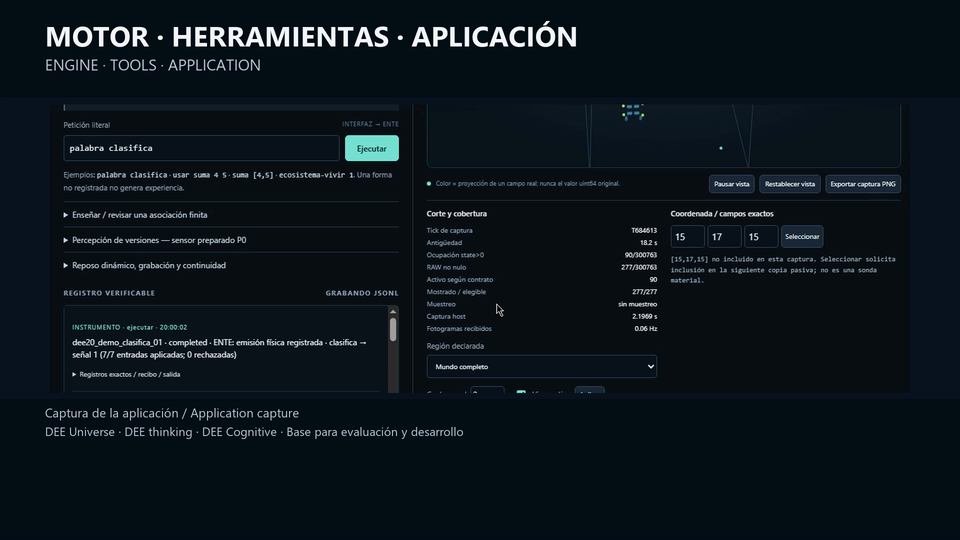 MOTOR · HERRAMIENTAS · APLICACIÓN
ENGINE · TOOLS · APPLICATION
Petición literal
INTERFAZ → ENTE
palabra clasifica
Ejecutar
Ejemplos: palabra clasifica · usar suma 4 5 · suma [4,5] · ecosistema-vivir 1. Una forma
no registrada no genera experiencia.
▶ Enseñar / revisar una asociación finita
▶ Percepción de versiones — sensor preparado P0
▶ Reposo dinámico, grabación y continuidad
REGISTRO VERIFICABLE
GRABANDO JSONL
INSTRUMENTO · ejecutar · 20:00:02
dee20_demo_clasifica_01 · completed · ENTE: emisión física registrada · clasifica →
señal 1 (7/7 entradas aplicadas; 0 rechazadas)
▶ Registros exactos / recibo / salida
Color = proyección de un campo real; nunca el valor uint64 original.
Pausar vista
Restablecer vista
Exportar captura PNG
Corte y cobertura
Tick de captura T684613
Antigüedad 18.2 s
Ocupación state>0 90/300763
RAW no nulo 277/300763
Activo según contrato 90
Mostrado / elegible 277/277
Muestreo sin muestreo
Captura host 2.1969 s
Fotogramas recibidos 0.06 Hz
Región declarada
Mundo completo
Coordenada / campos exactos
15 17 15 Seleccionar
[15,17,15] no incluido en esta captura. Seleccionar solicita
inclusión en la siguiente copia pasiva; no es una sonda
material.
Captura de la aplicación / Application capture
DEE Universe · DEE thinking · DEE Cognitive · Base para evaluación y desarrollo